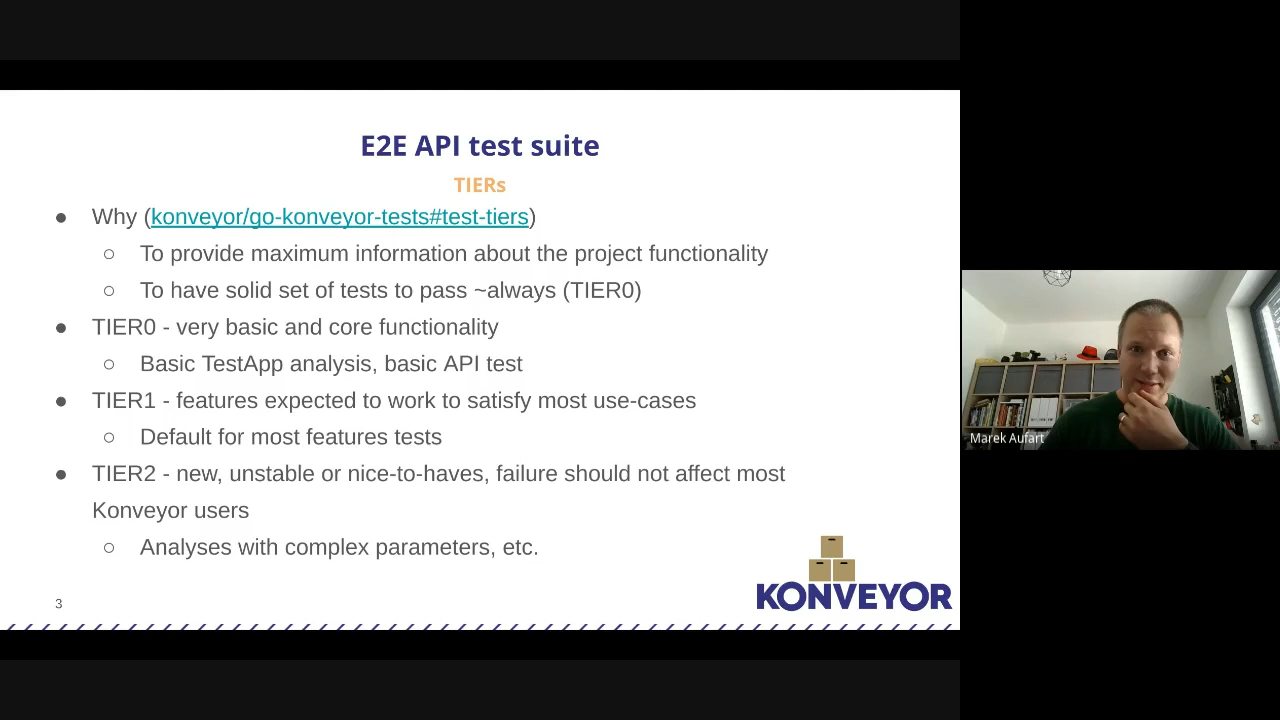 E2E API test suite
TIERs
● Why (konveyor/go-konveyor-tests#test-tiers)
○ To provide maximum information about the project functionality
○ To have solid set of tests to pass ~always (TIER0)
● TIER0 - very basic and core functionality
○ Basic TestApp analysis, basic API test
● TIER1 - features expected to work to satisfy most use-cases
○ Default for most features tests
● TIER2 - new, unstable or nice-to-haves, failure should not affect most
Konveyor users
○ Analyses with complex parameters, etc.
3
KONVEYOR
Marek Aufart